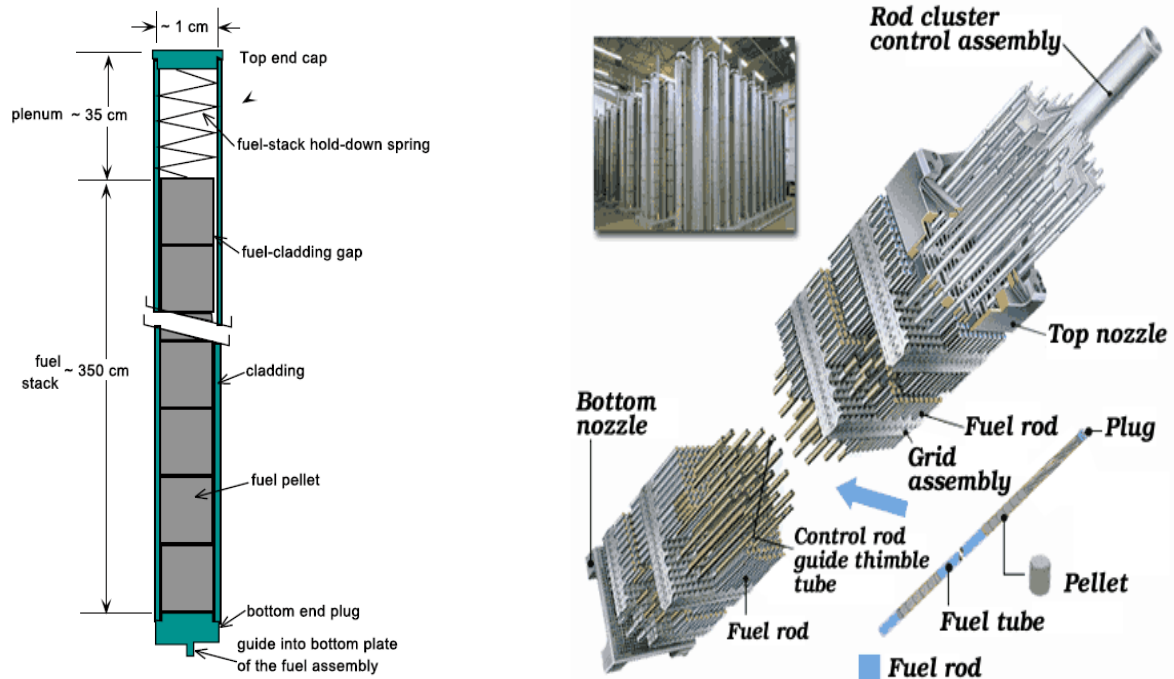 ~ 1 cm
Top end cap
plenum ~ 35 cm
fuel-stack hold-down spring
fuel-cladding gap
fuel
stack
~ 350 cm
cladding
fuel pellet
bottom end plug
guide into bottom plate
of the fuel assembly
Rod cluster
control assembly
Top nozzle
Bottom
nozzle
Fuel rod
Plug
Grid
assembly
Control rod
guide thimble
tube
Pellet
Fuel tube
Fuel rod
Fuel rod